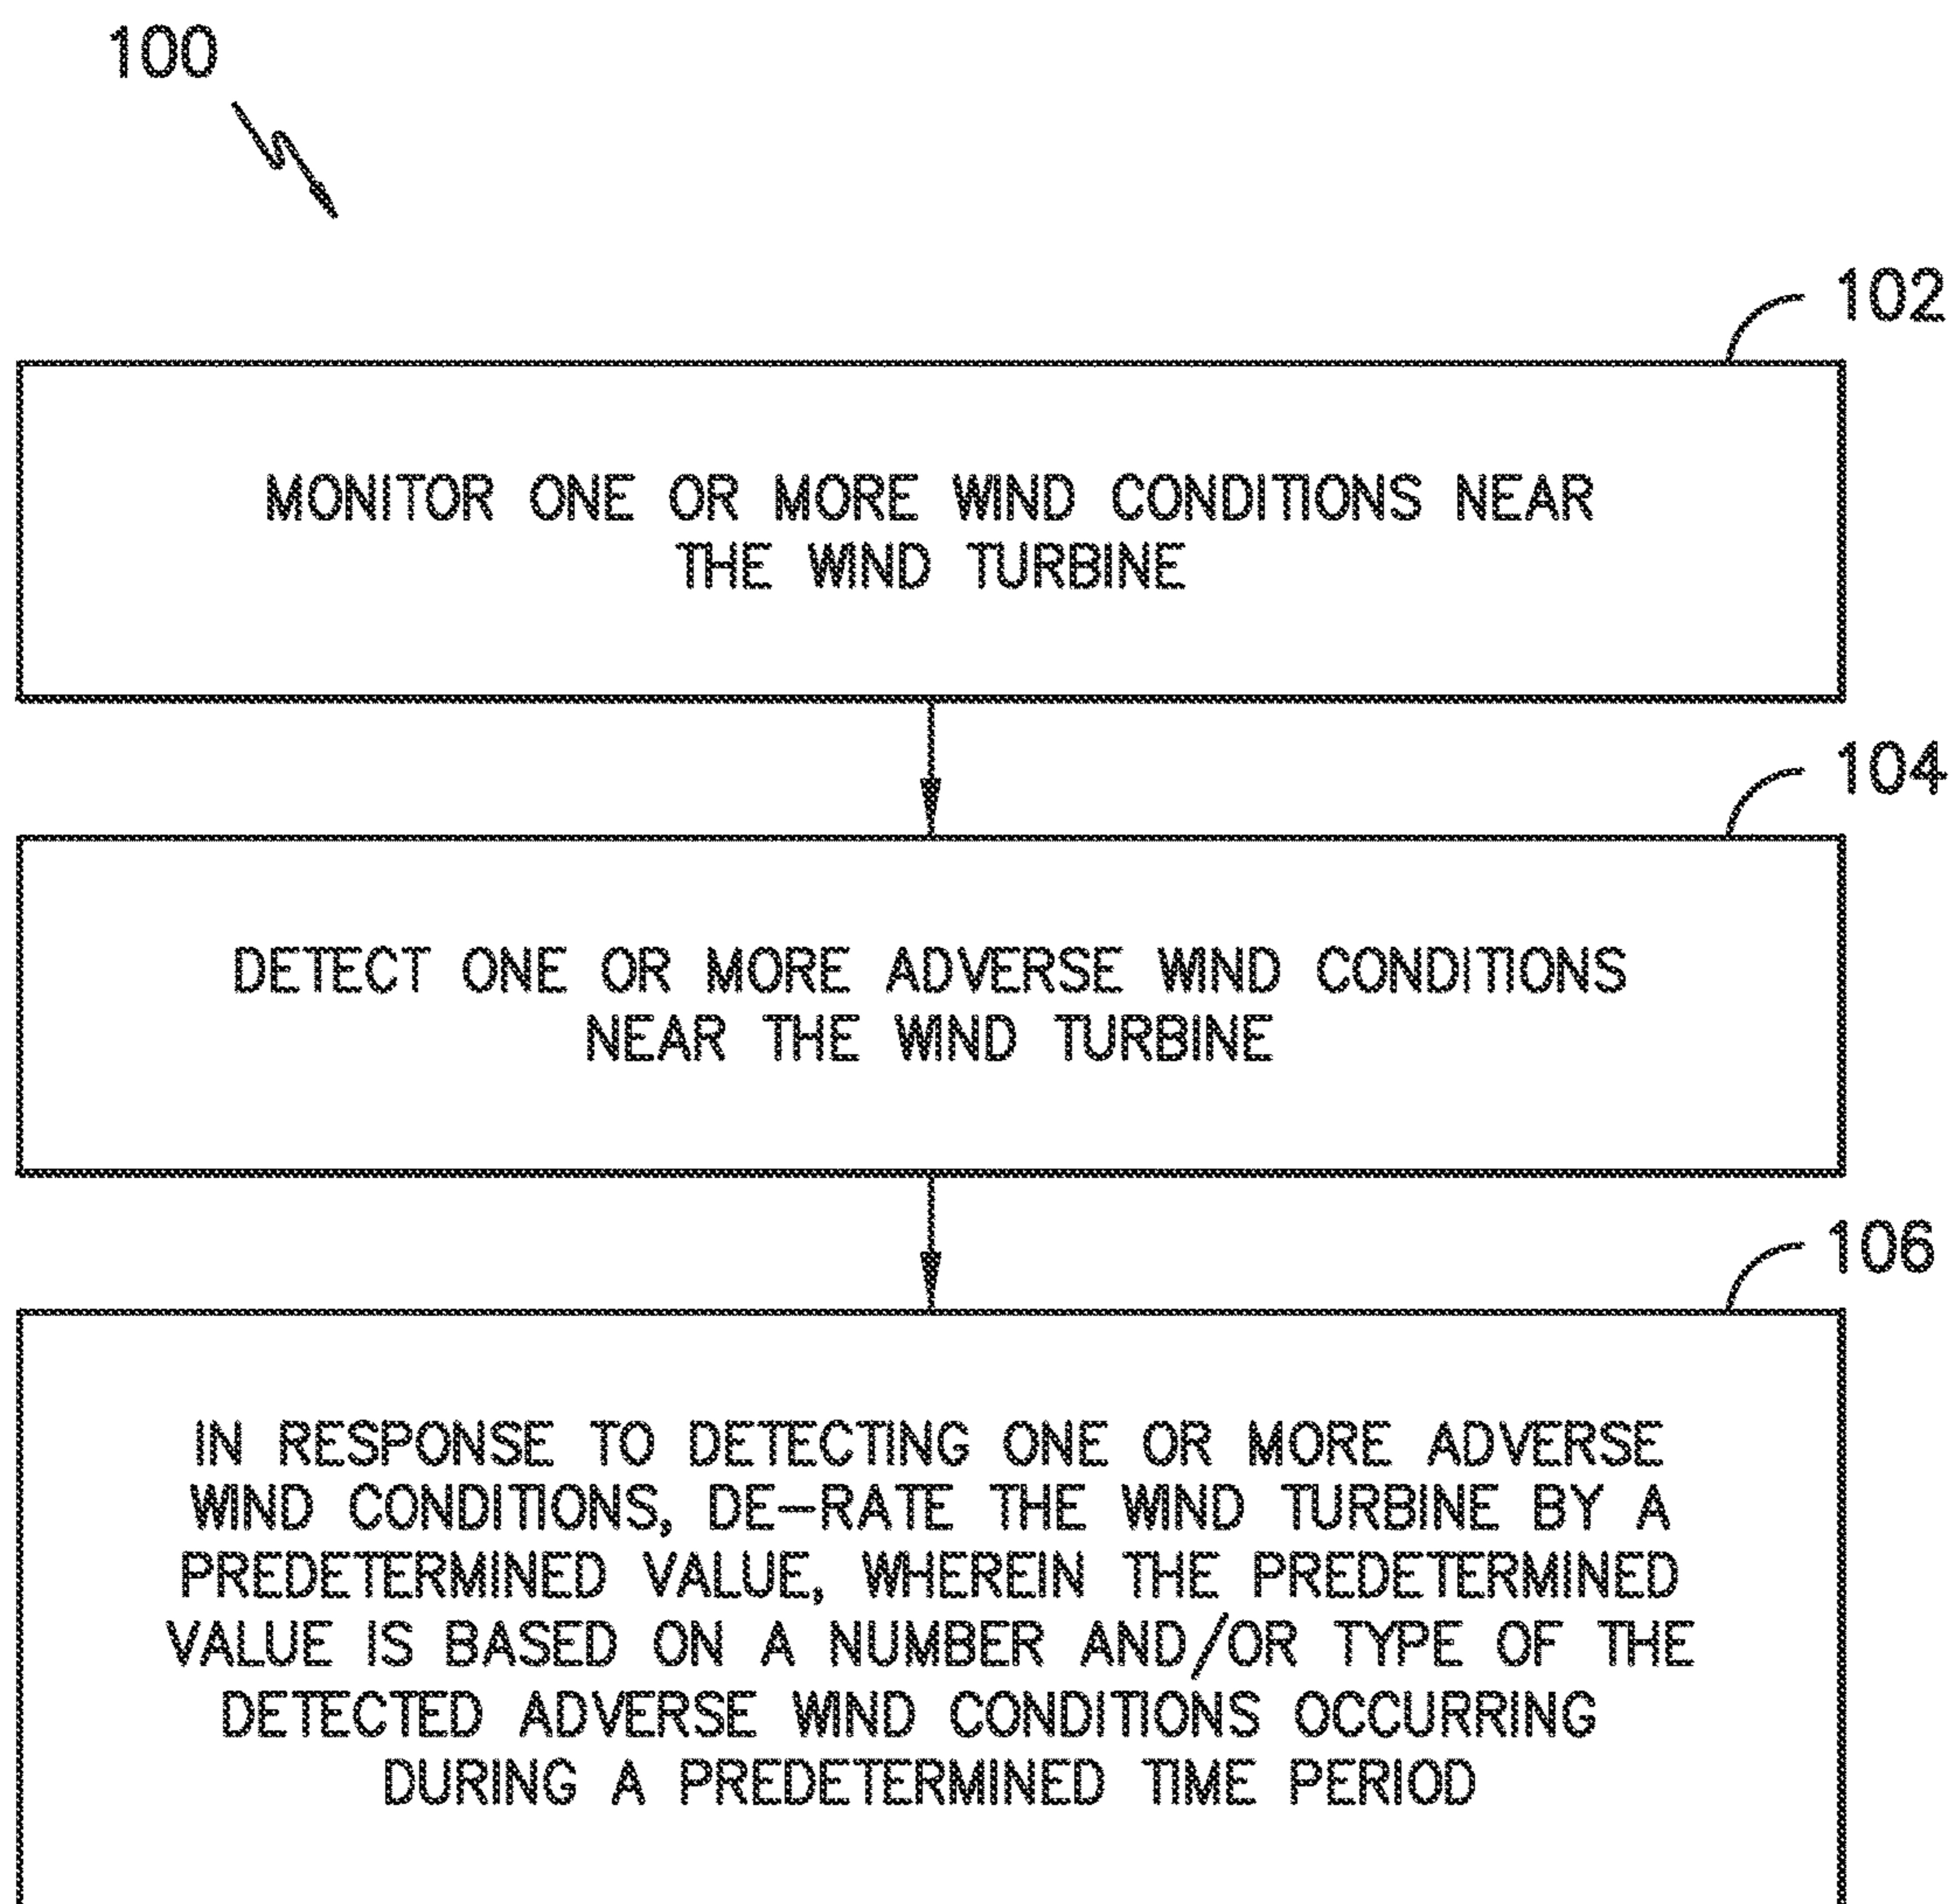 100
102
MONITOR ONE OR MORE WIND CONDITIONS NEAR
THE WIND TURBINE
104
DETECT ONE OR MORE ADVERSE WIND CONDITIONS
NEAR THE WIND TURBINE
106
IN RESPONSE TO DETECTING ONE OR MORE ADVERSE
WIND CONDITIONS, DE-RATE THE WIND TURBINE BY A
PREDETERMINED VALUE, WHEREIN THE PREDETERMINED
VALUE IS BASED ON A NUMBER AND/OR TYPE OF THE
DETECTED ADVERSE WIND CONDITIONS OCCURRING
DURING A PREDETERMINED TIME PERIOD